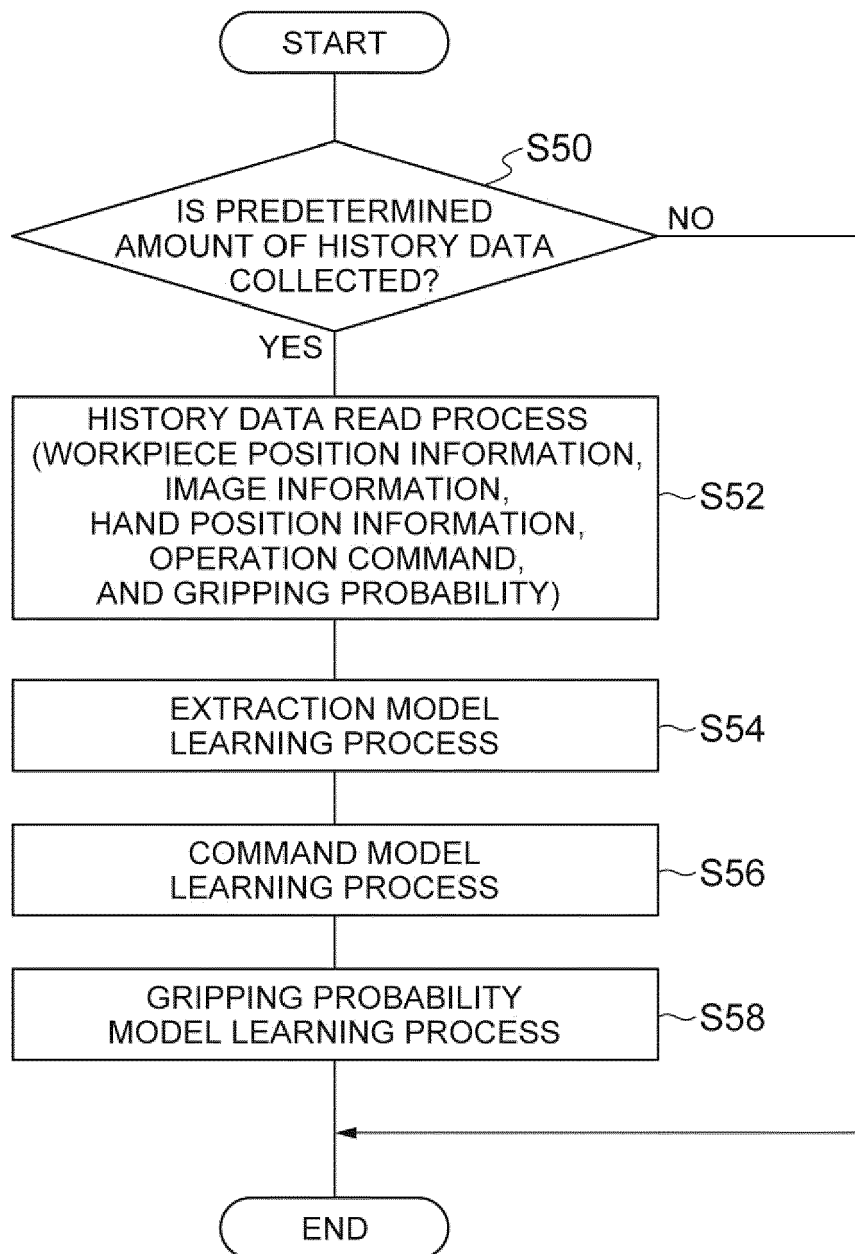 START
S50
IS PREDETERMINED
AMOUNT OF HISTORY DATA
COLLECTED?
NO
YES
HISTORY DATA READ PROCESS
(WORKPIECE POSITION INFORMATION,
IMAGE INFORMATION,
HAND POSITION INFORMATION,
OPERATION COMMAND,
AND GRIPPING PROBABILITY)
S52
EXTRACTION MODEL
LEARNING PROCESS
S54
COMMAND MODEL
LEARNING PROCESS
S56
GRIPPING PROBABILITY
MODEL LEARNING PROCESS
S58
END